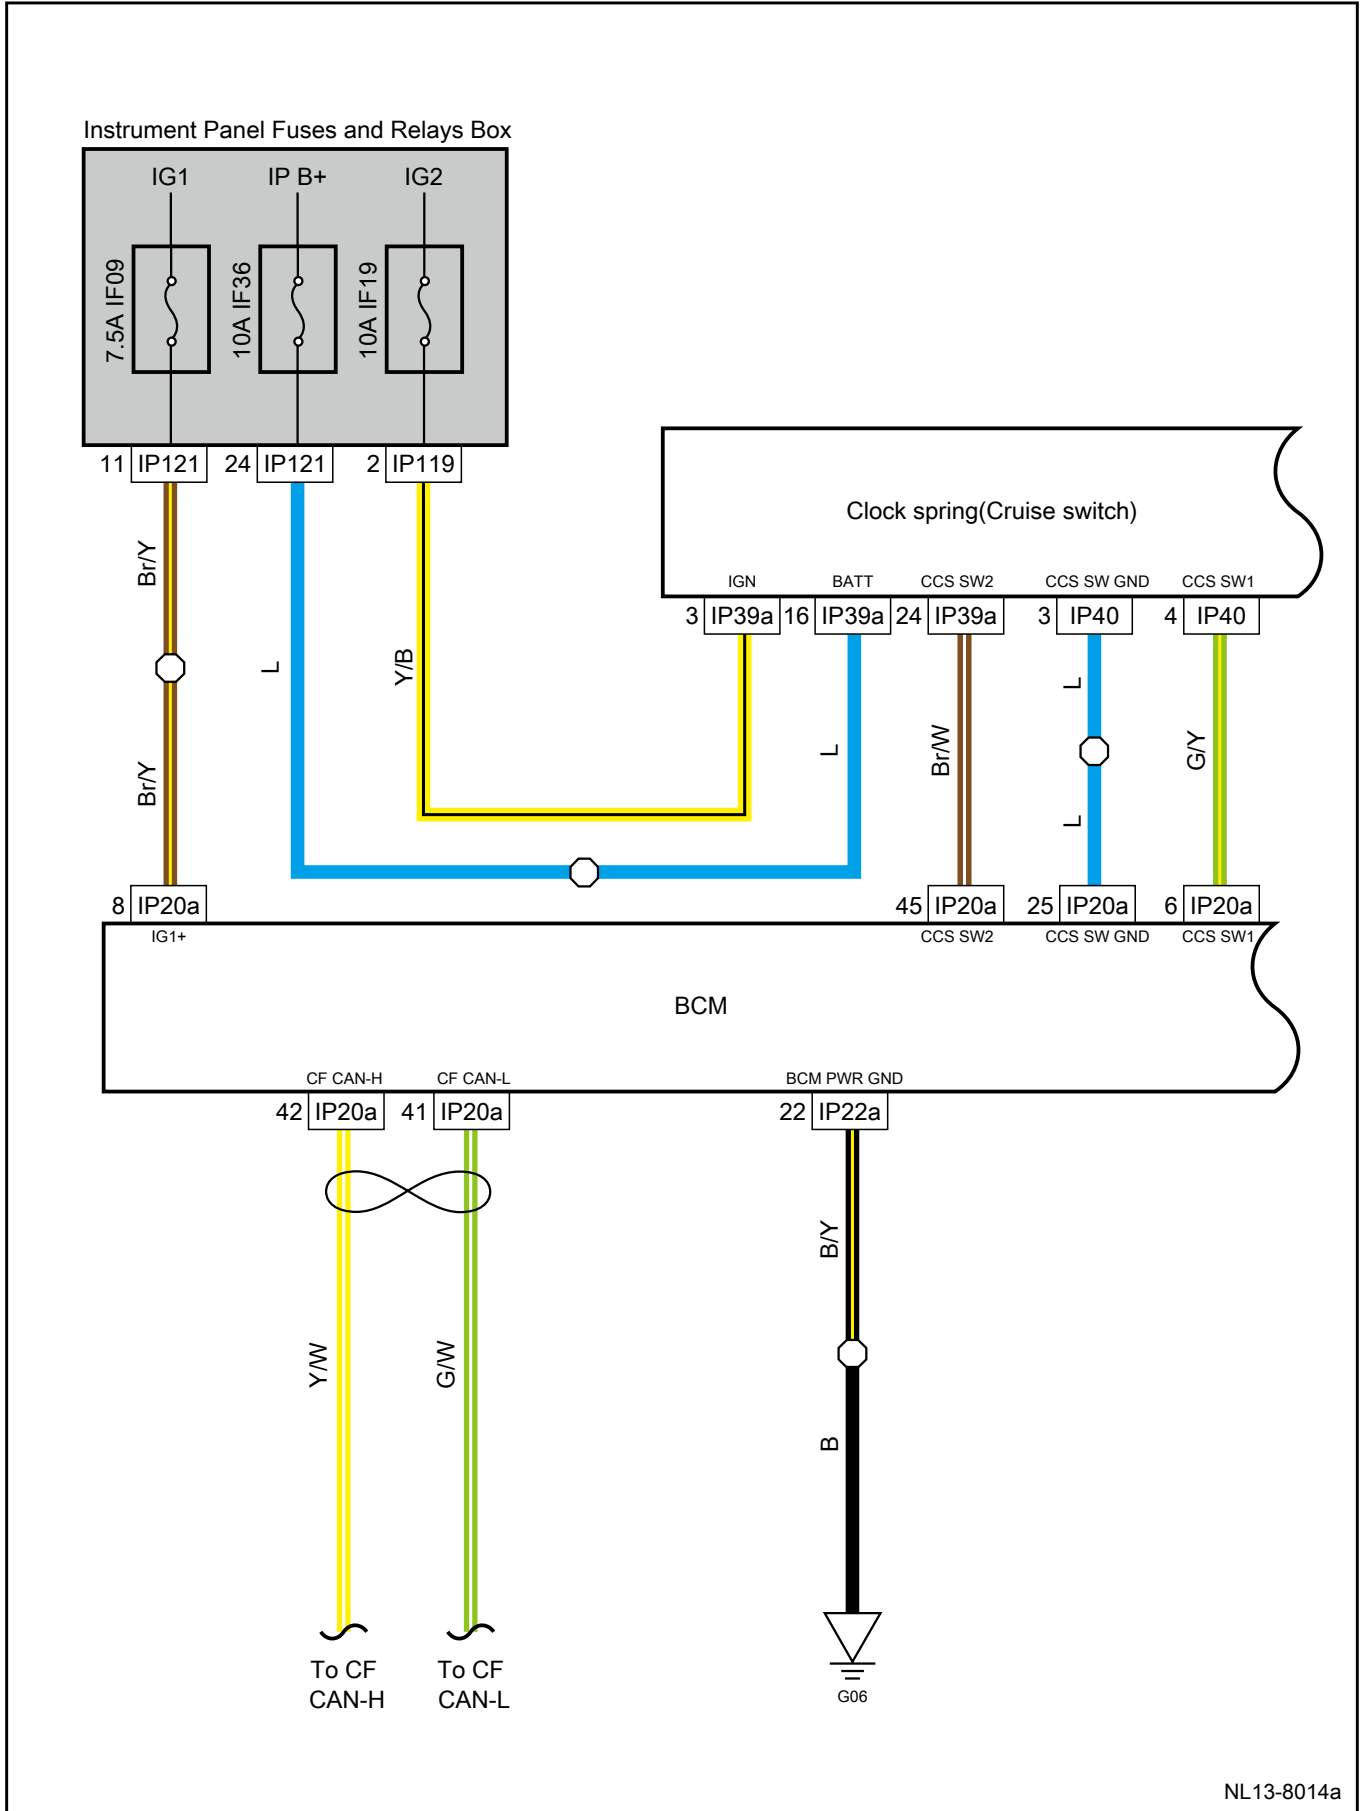 Instrument Panel Fuses and Relays Box
IG1 IP B+ IG2
7.5A IF09
10A IF36
10A IF19
11 IP121 24 IP121 2 IP119
Clock spring(Cruise switch)
IGN BATT CCS SW2 CCS SW GND CCS SW1
3 IP39a 16 IP39a 24 IP39a 3 IP40 4 IP40
Br/Y
L
Y/B
L
Br/W
L
G/Y
Br/Y
L
8 IP20a 45 IP20a 25 IP20a 6 IP20a
IG1+ CCS SW2 CCS SW GND CCS SW1
BCM
CF CAN-H CF CAN-L BCM PWR GND
42 IP20a 41 IP20a 22 IP22a
B/Y
Y/W
G/W
B
To CF
CAN-H
To CF
CAN-L
G06
NL13-8014a